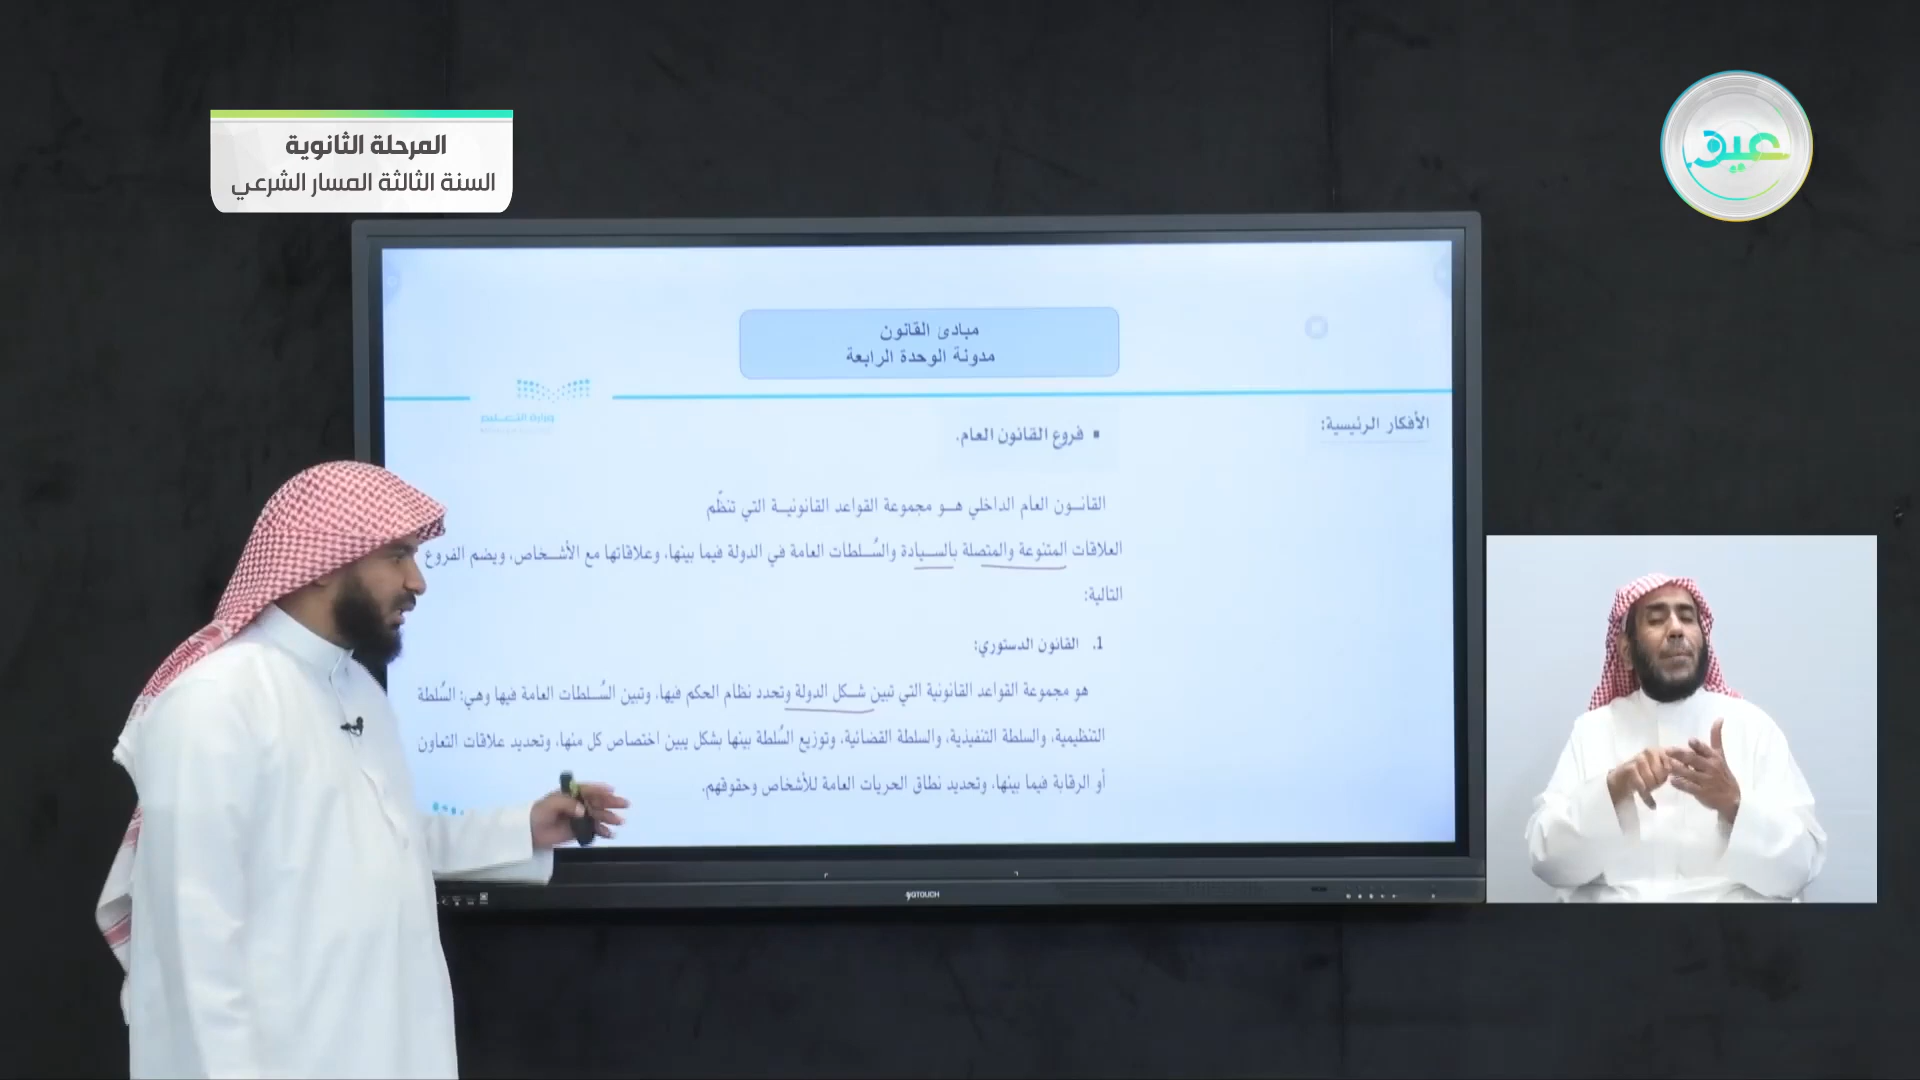 المرحلة الثانوية
السنة الثالثة المسار الشرعي
عين
مبادئ القانون
مدونة الوحدة الرابعة
وزارة التعليم
الأفكار الرئيسية:
▪ فروع القانون العام.
القانون العام الداخلي هو مجموعة القواعد القانونية التي تنظّم
العلاقات المتنوعة والمتصلة بالسيادة والسُّلطات العامة في الدولة فيما بينها، وعلاقاتها مع الأشخاص، ويضم الفروع
التالية:
1. القانون الدستوري:
هو مجموعة القواعد القانونية التي تبين شكل الدولة وتحدد نظام الحكم فيها، وتبين السُّلطات العامة فيها وهي: السُّلطة
التنظيمية، والسلطة التنفيذية، والسلطة القضائية، وتوزيع السُّلطة بينها بشكل يبين اختصاص كل منها، وتحديد علاقات التعاون
أو الرقابة فيما بينها، وتحديد نطاق الحريات العامة للأشخاص وحقوقهم.